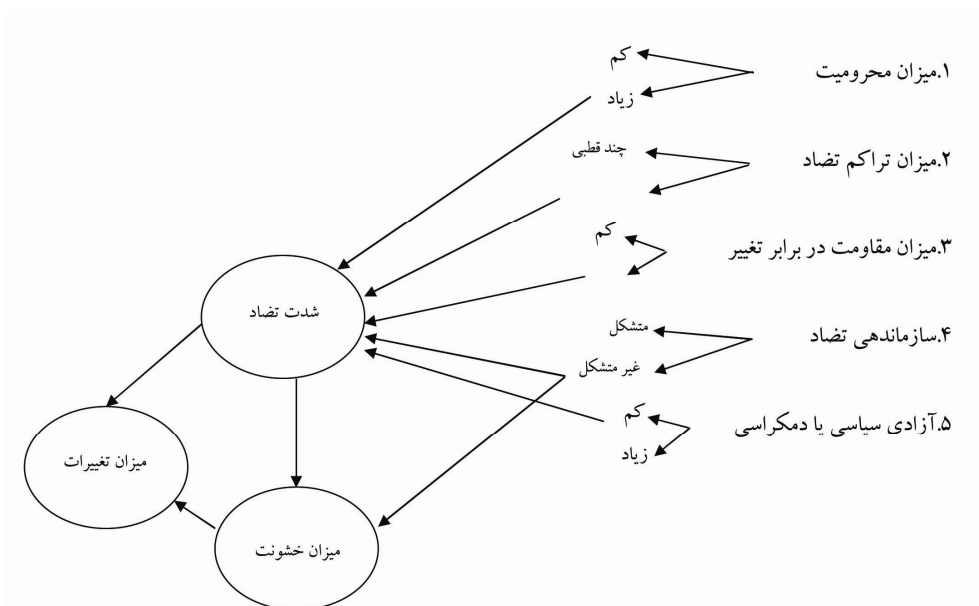 ۱.میزان محرومیت
کم
زیاد
۲.میزان تراکم تضاد
چند قطبی
۳.میزان مقاومت در برابر تغییر
کم
۴.سازماندهی تضاد
متشکل
غیر متشکل
۵.آزادی سیاسی یا دمکراسی
کم
زیاد
شدت تضاد
میزان تغییرات
میزان خشونت